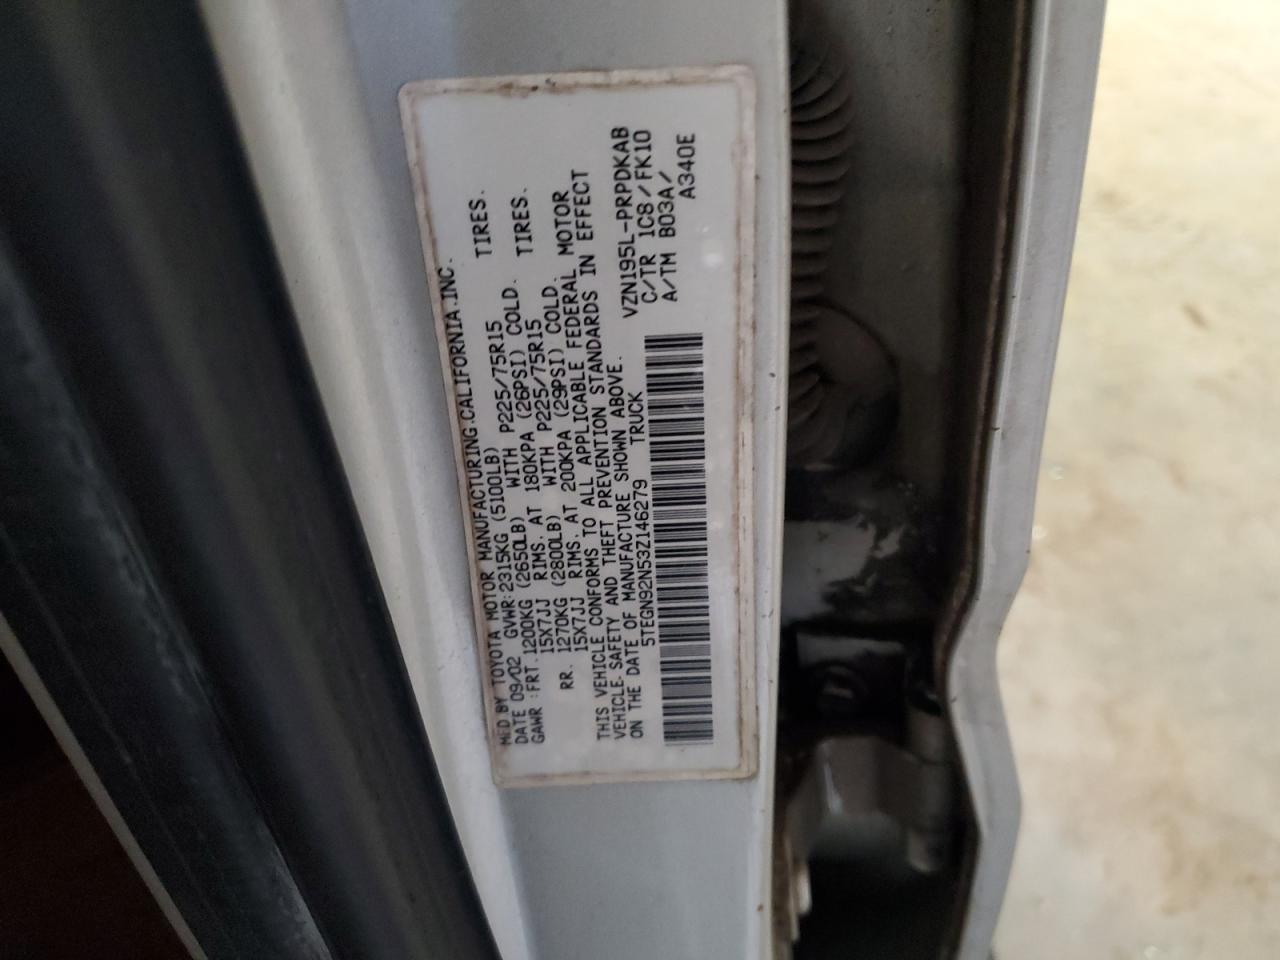 MFD BY TOYOTA MOTOR MANUFACTURING.CALIFORNIA.INC.
DATE 09/02 GVWR:2315KG (5100LB)
GAWR :FRT.1200KG (2650LB) WITH P225/75R15 TIRES.
15X7JJ RIMS. AT 180KPA (26PSI) COLD.
RR. 1270KG (2800LB) WITH P225/75R15 TIRES.
15X7JJ RIMS AT 200KPA (29PSI) COLD.
THIS VEHICLE CONFORMS TO ALL APPLICABLE FEDERAL MOTOR
VEHICLE. SAFETY AND THEFT PREVENTION STANDARDS IN EFFECT
ON THE DATE OF MANUFACTURE SHOWN ABOVE.
5TEGN92N53Z146279 TRUCK
VZN195L-PRPDKAB
C/TR 1C8/FK10
A/TM B03A/
A340E